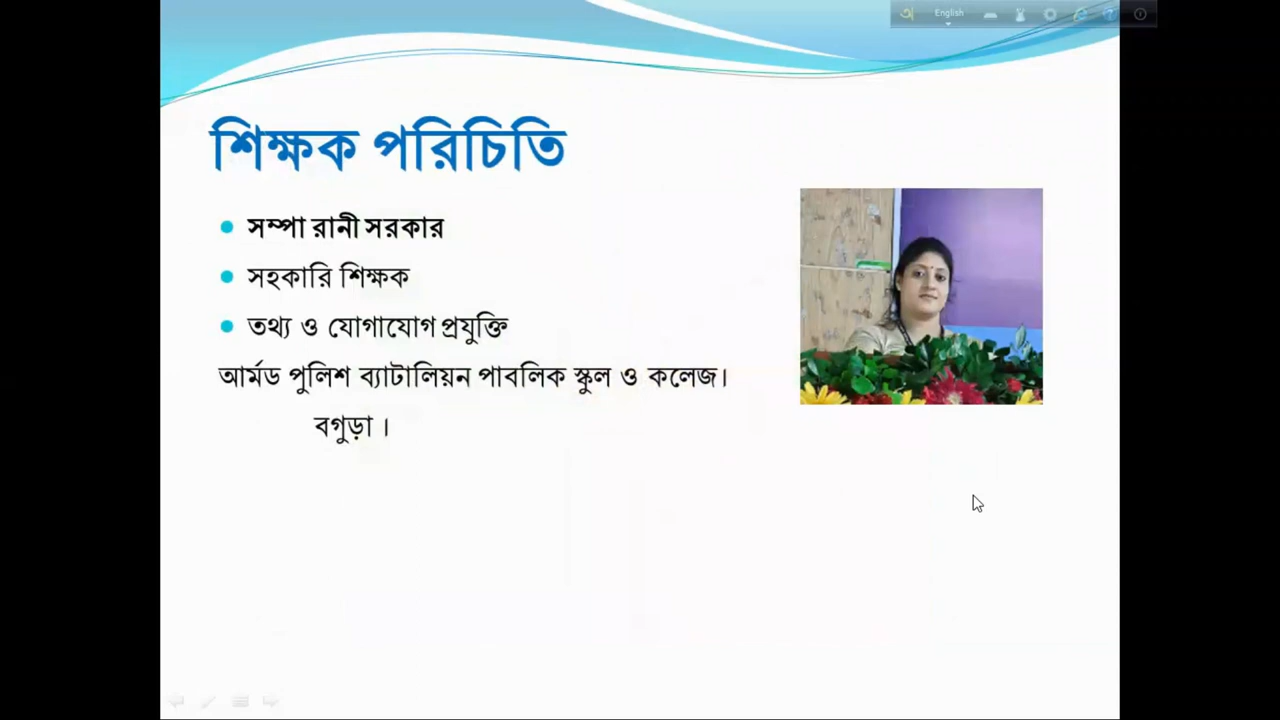 English
শিক্ষক পরিচিতি
সম্পা রানী সরকার
সহকারি শিক্ষক
তথ্য ও যোগাযোগ প্রযুক্তি
আর্মড পুলিশ ব্যাটালিয়ন পাবলিক স্কুল ও কলেজ।
বগুড়া ।